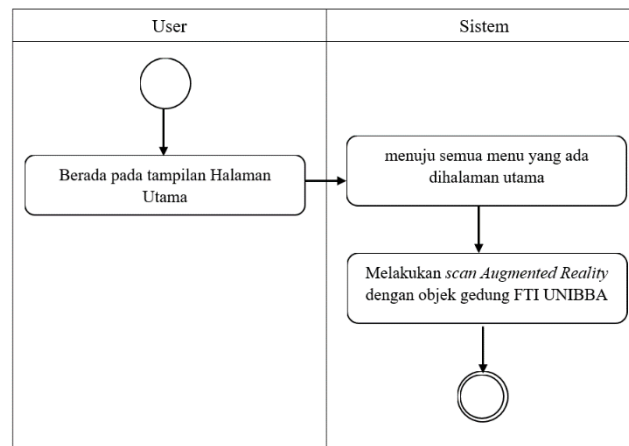 User
Sistem
Berada pada tampilan Halaman
Utama
menuju semua menu yang ada
dihalaman utama
Melakukan scan Augmented Reality
dengan objek gedung FTI UNIBBA